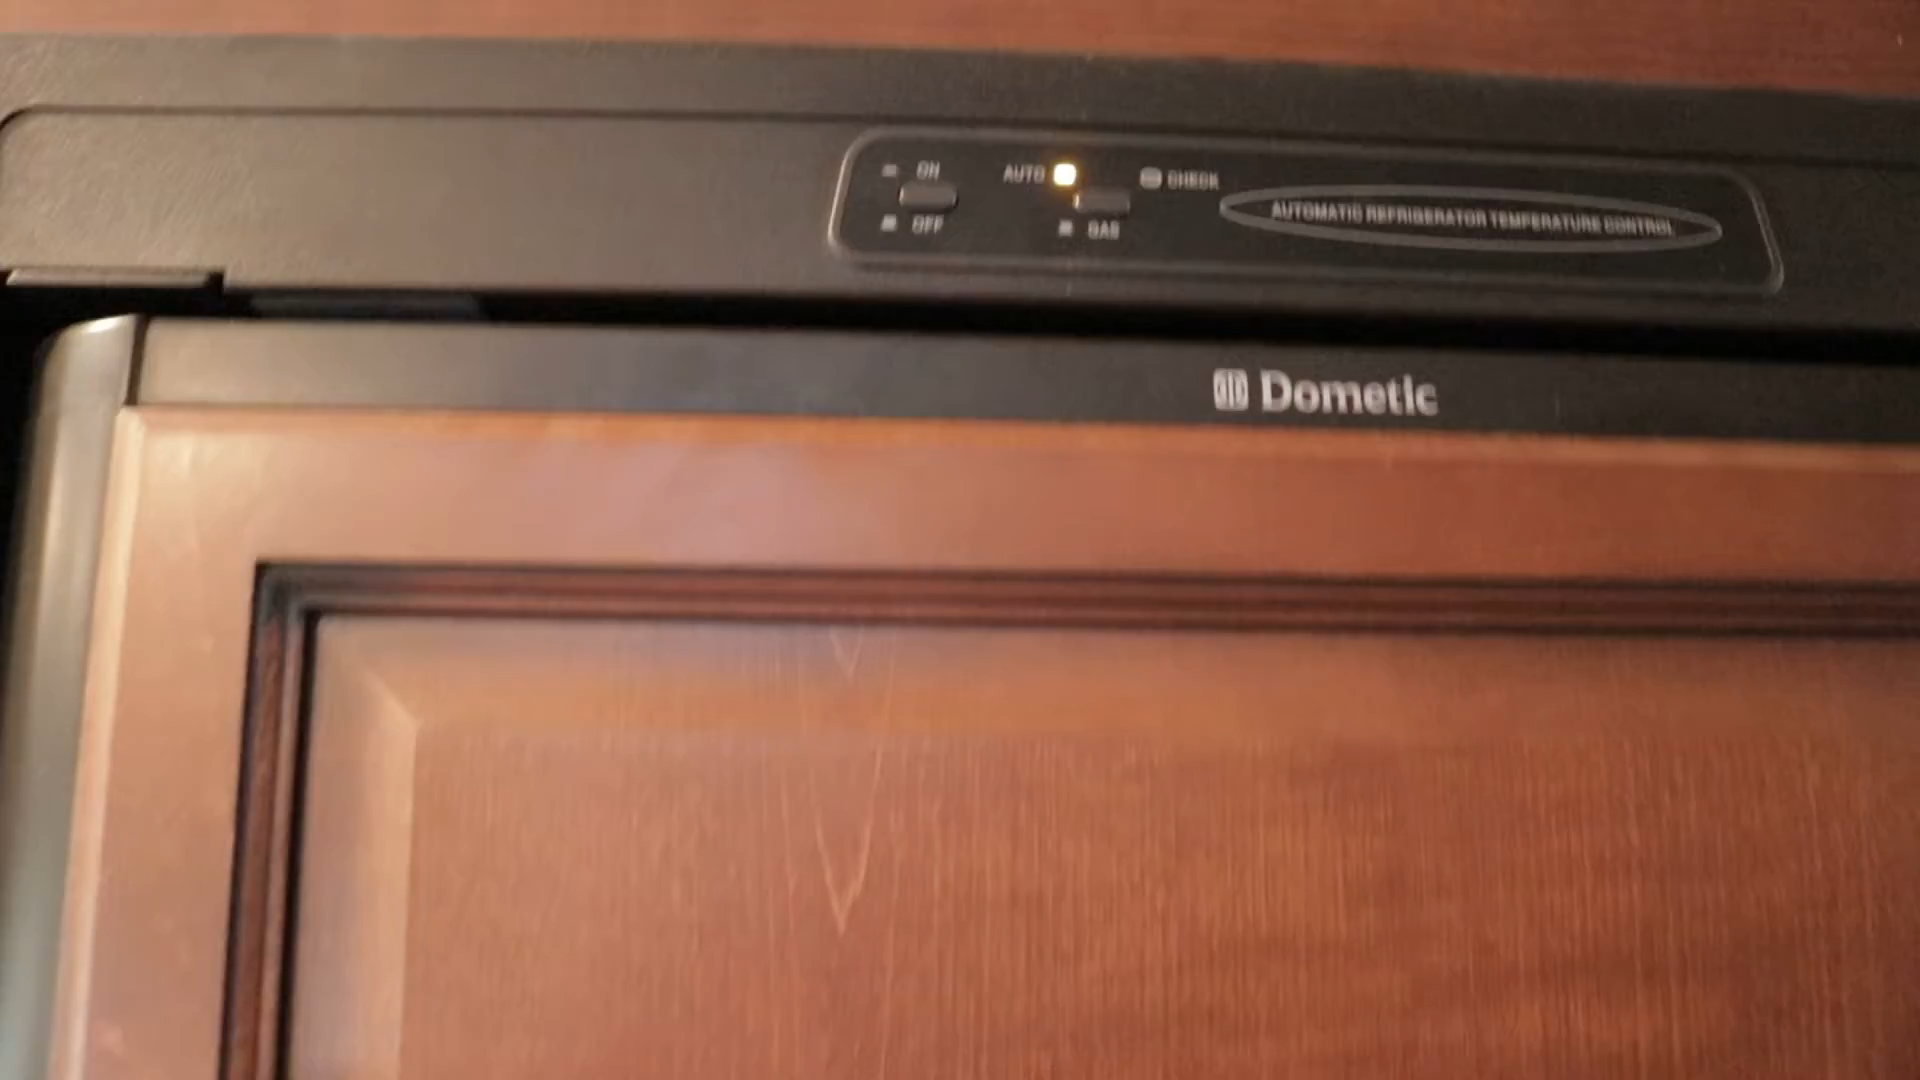 ON
OFF
AUTO
GAS
CHECK
AUTOMATIC REFRIGERATOR TEMPERATURE CONTROL
Dometic